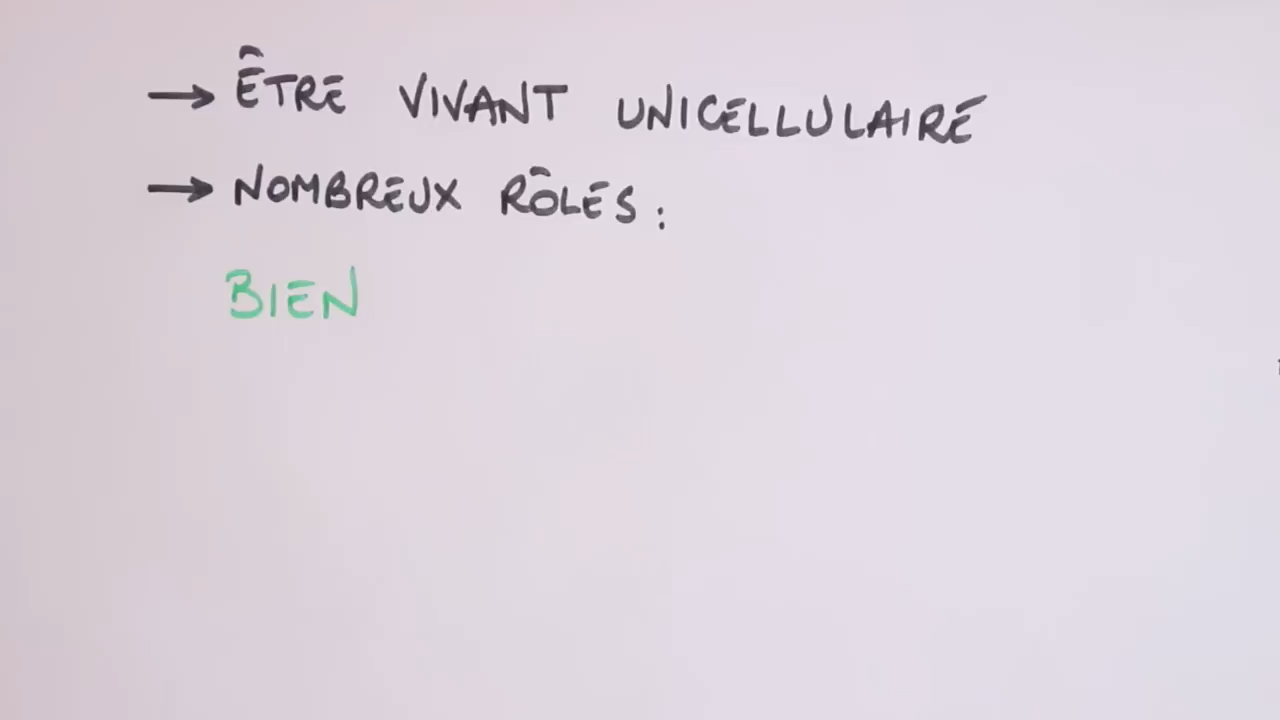 → ÊTRE VIVANT UNICELLULAIRE
→ NOMBREUX RÔLES :
BIEN